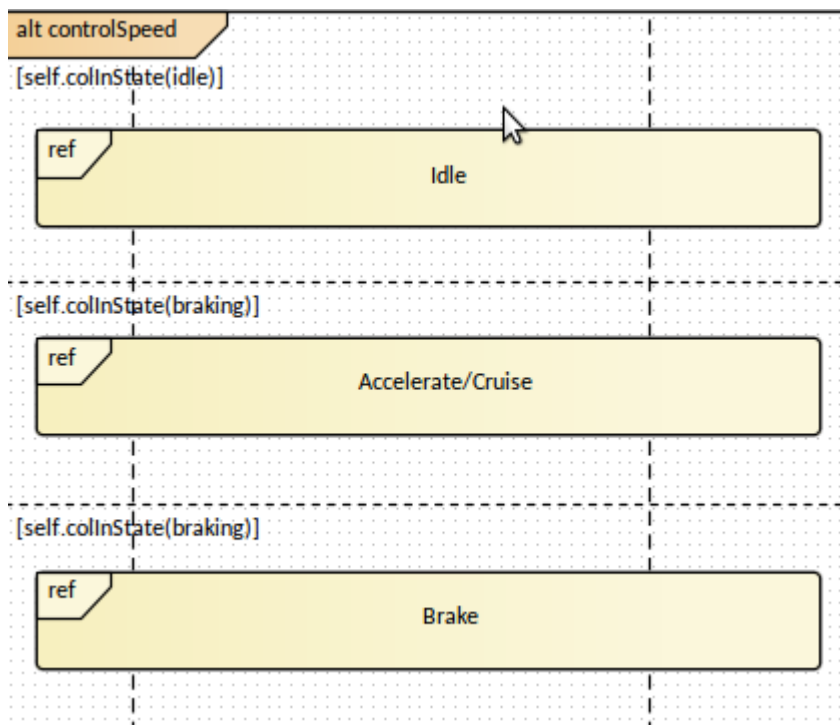 alt controlSpeed
[self.colInState(idle)]
ref
Idle
[self.colInState(braking)]
ref
Accelerate/Cruise
[self.colInState(braking)]
ref
Brake